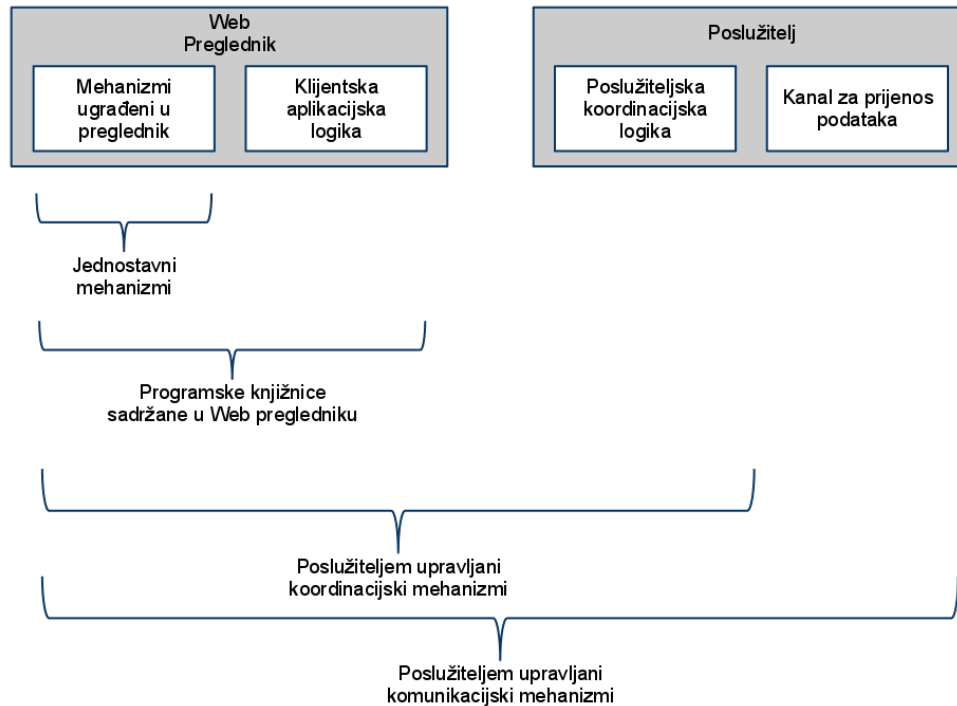 Web
Preglednik
Mehanizmi
ugrađeni u
preglednik
Klijentska
aplikacijska
logika
Poslužitelj
Poslužiteljska
koordinacijska
logika
Kanal za prijenos
podataka
Jednostavni
mehanizmi
Programske knjižnice
sadržane u Web pregledniku
Poslužiteljem upravljani
koordinacijski mehanizmi
Poslužiteljem upravljani
komunikacijski mehanizmi